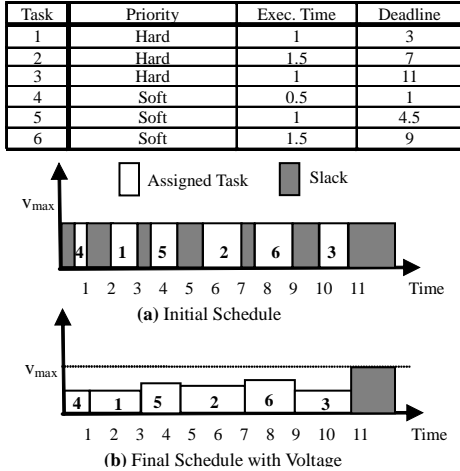 Task Priority Exec. Time Deadline
1 Hard 1 3
2 Hard 1.5 7
3 Hard 1 11
4 Soft 0.5 1
5 Soft 1 4.5
6 Soft 1.5 9
Assigned Task Slack
vmax
4 1 5 2 6 3
1 2 3 4 5 6 7 8 9 10 11 Time
(a) Initial Schedule
vmax
4 1 5 2 6 3
1 2 3 4 5 6 7 8 9 10 11 Time
(b) Final Schedule with Voltage